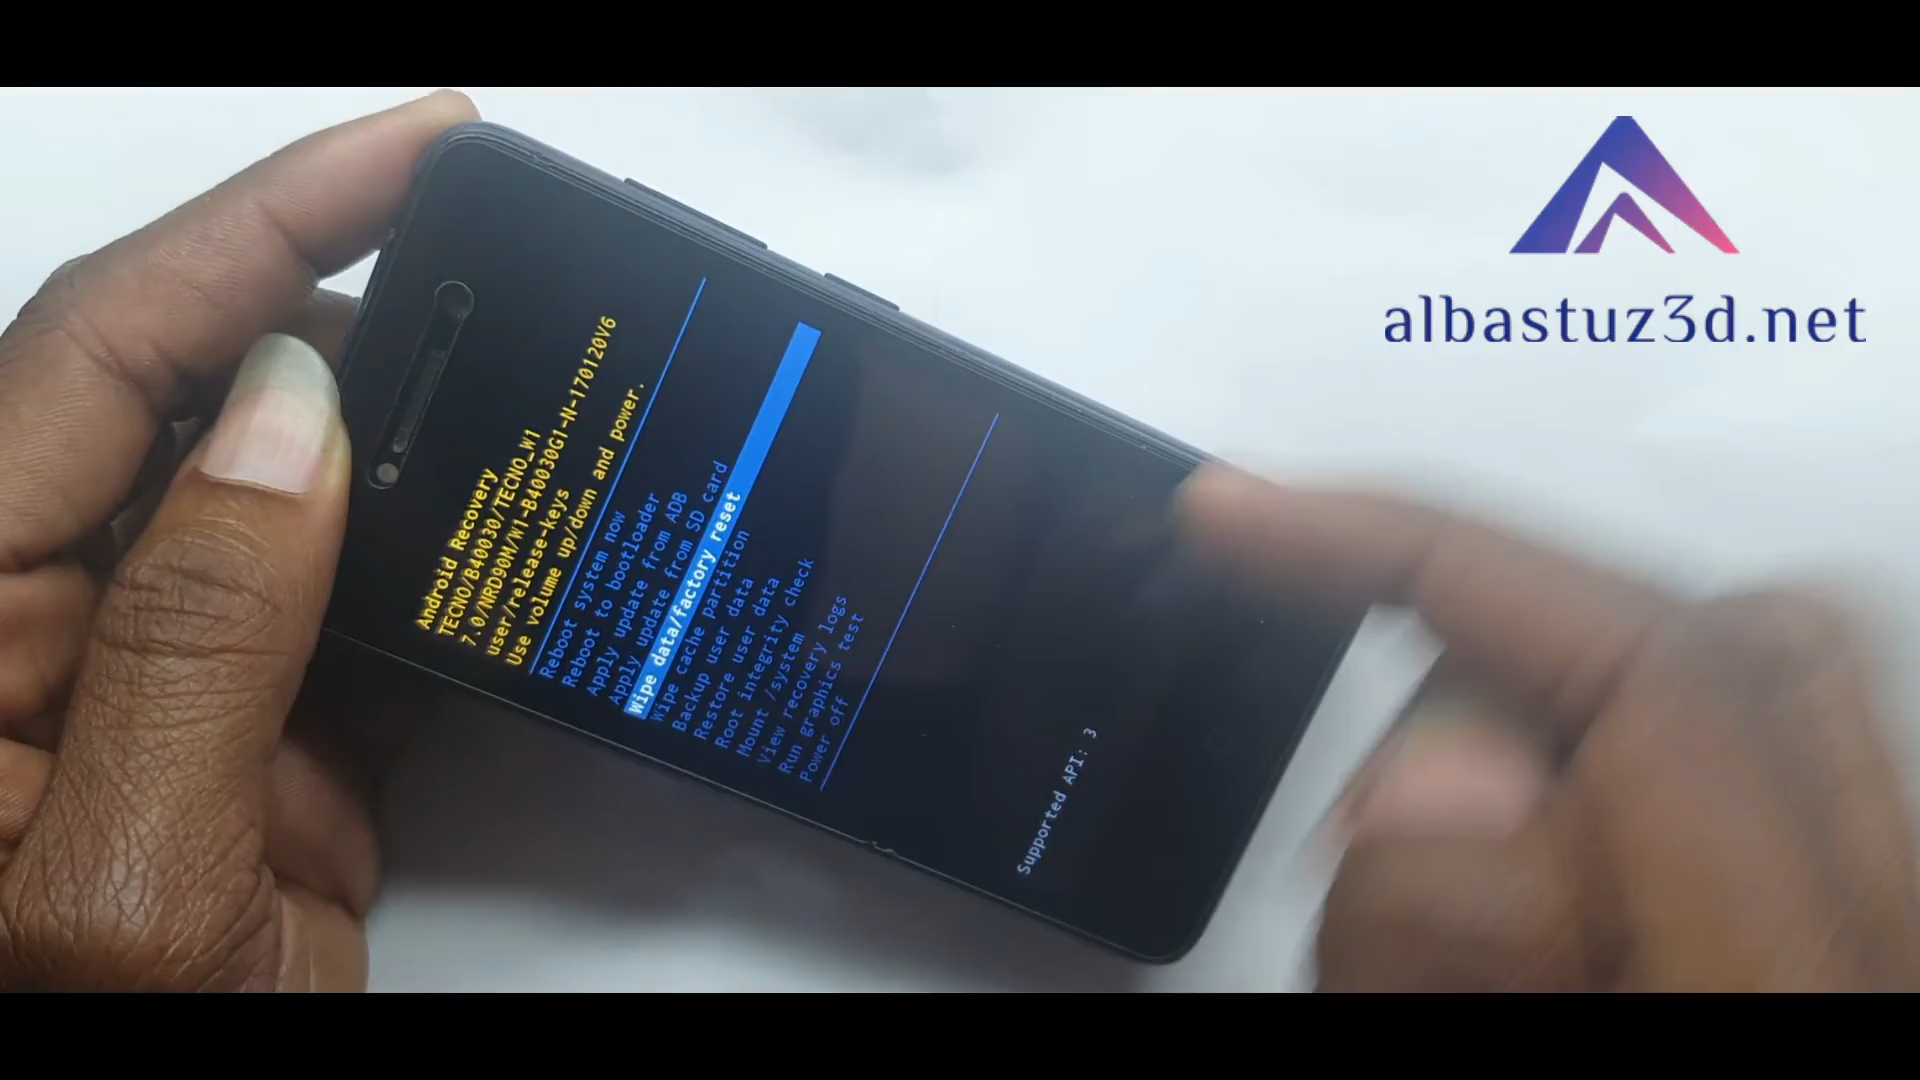 Android Recovery
TECNO/B40030/TECNO_W1
7.0/NRD90M/W1-B40030G1-N-170120V6
user/release-keys
Use volume up/down and power.
Reboot system now
Reboot to bootloader
Apply update from ADB
Apply update from SD card
Wipe data/factory reset
Wipe cache partition
Backup user data
Restore user data
Root integrity check
Mount /system
View recovery logs
Run graphics test
Power off
Supported API: 3
albastuz3d.net